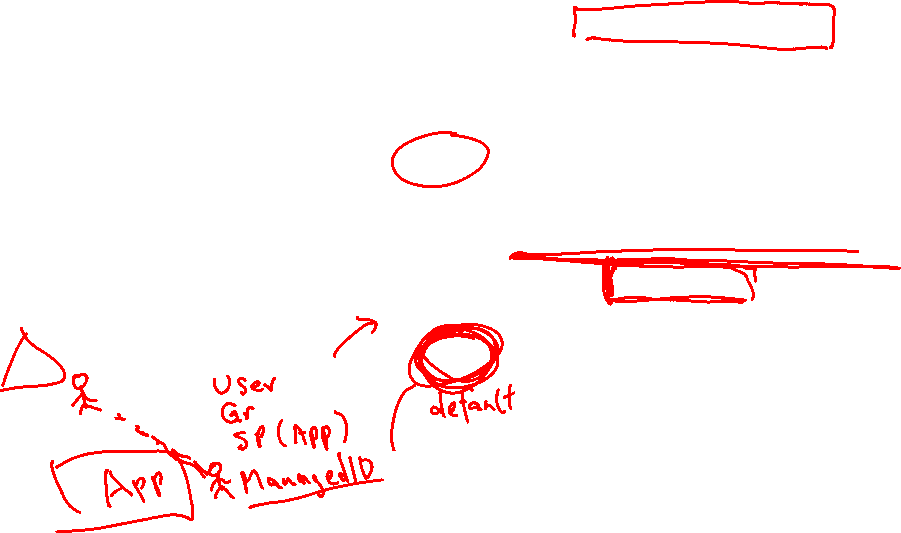 User
Gr
SP (App)
ManagedID
default
App